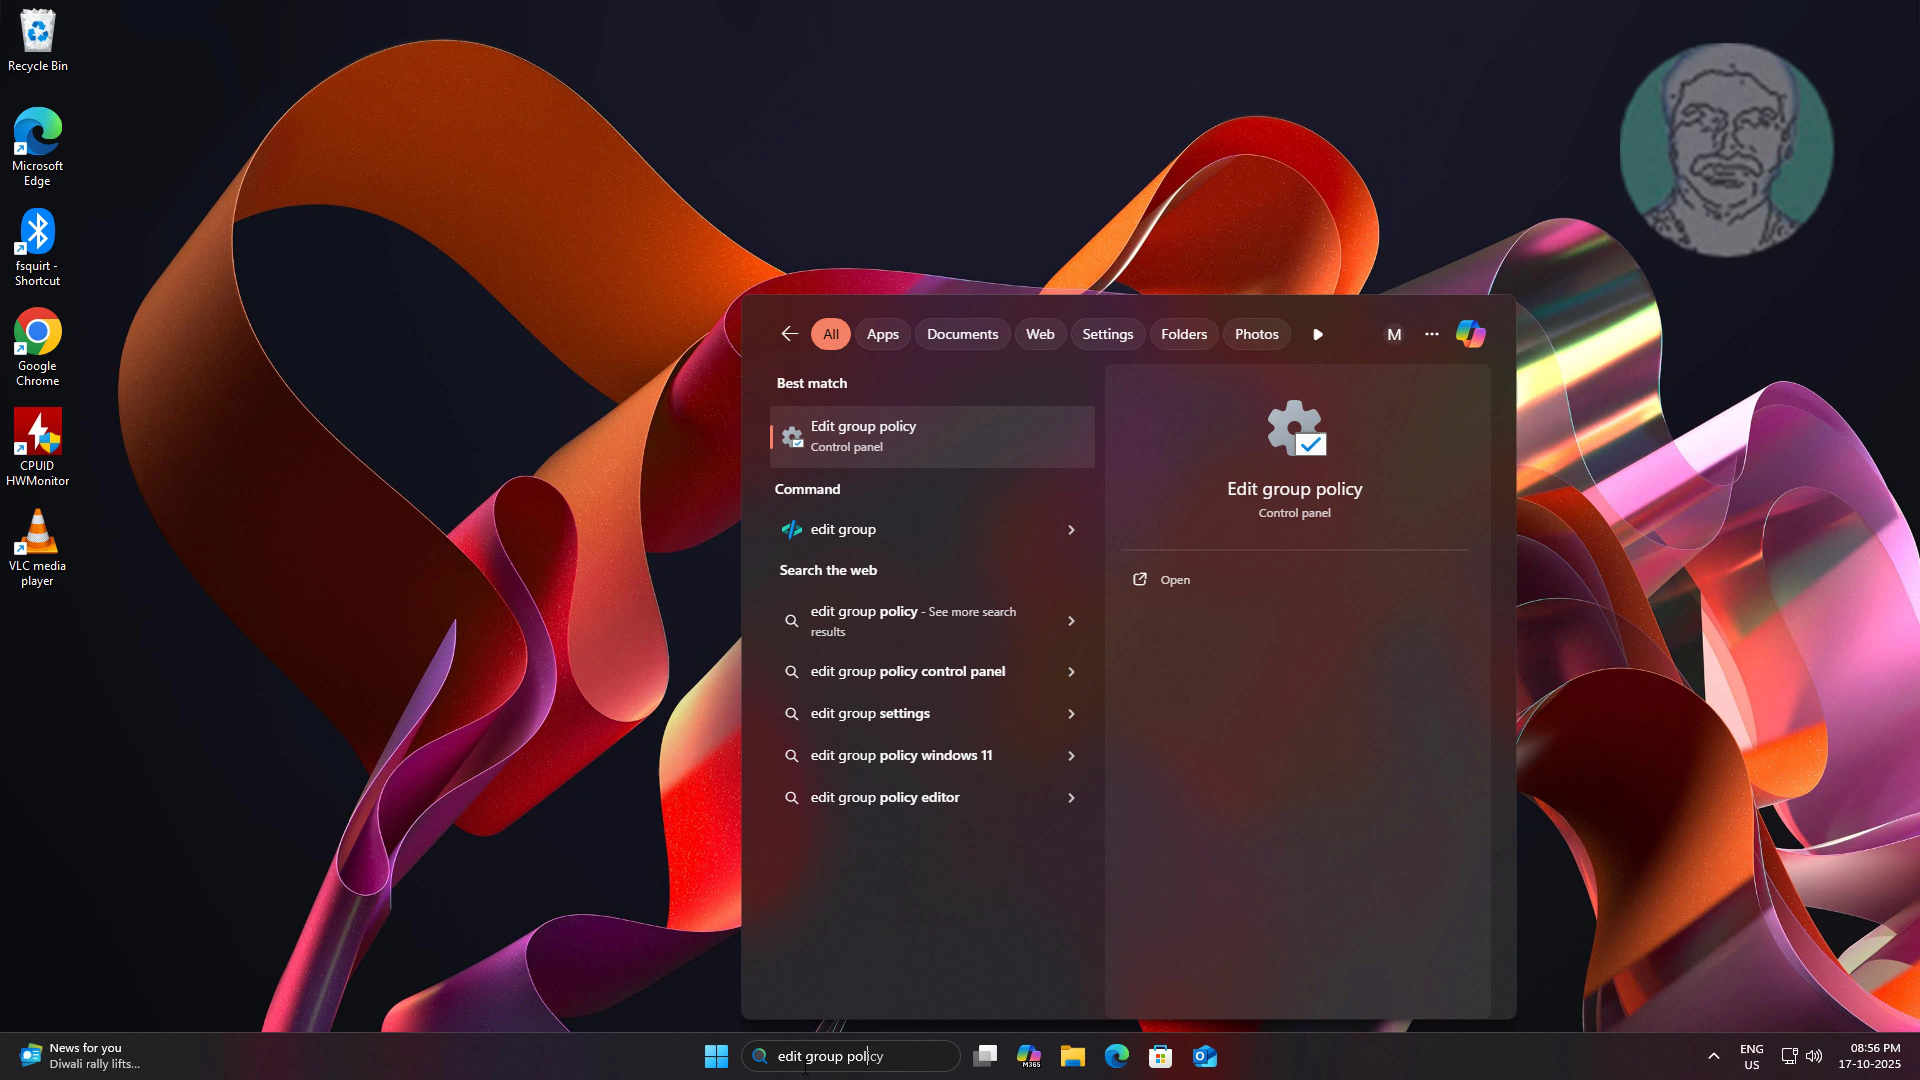 Recycle Bin
Microsoft
Edge
fsquirt -
Shortcut
Google
Chrome
CPUID
HWMonitor
VLC media
player
All
Apps
Documents
Web
Settings
Folders
Photos
M
Best match
Edit group policy
Control panel
Command
edit group
Search the web
edit group policy - See more search
results
edit group policy control panel
edit group settings
edit group policy windows 11
edit group policy editor
Edit group policy
Control panel
Open
News for you
Diwali rally lifts...
edit group policy
M365
ENG
US
08:56 PM
17-10-2025